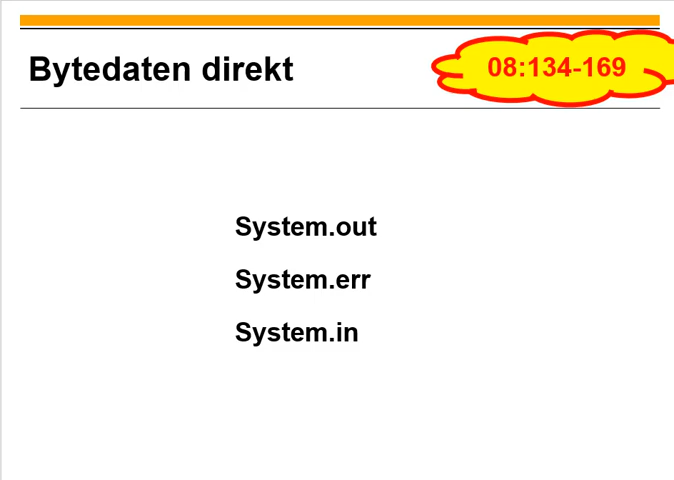 Bytedaten direkt
08:134-169
System.out
System.err
System.in